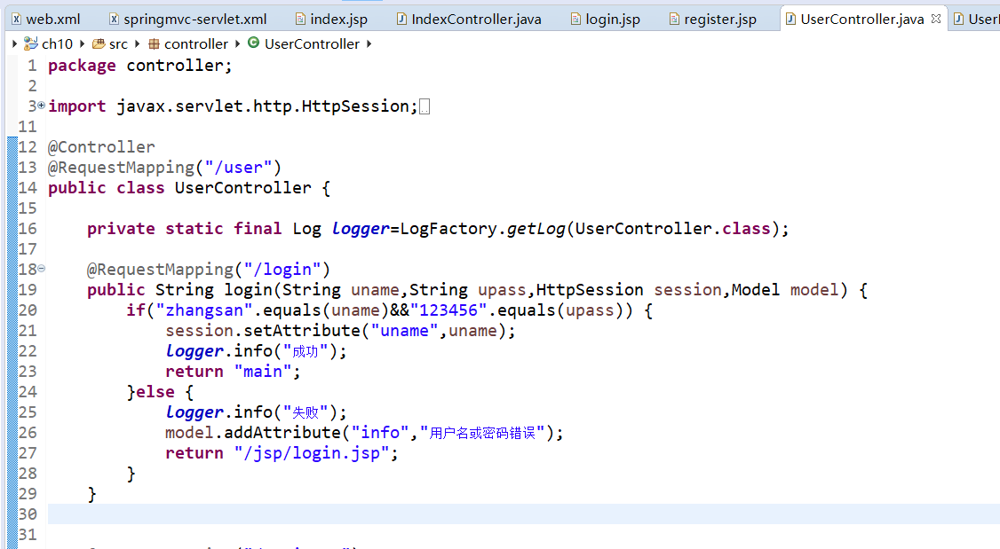 web.xml springmvc-servlet.xml index.jsp IndexController.java login.jsp register.jsp UserController.java User
ch10 src controller UserController
1 package controller;
2
3 import javax.servlet.http.HttpSession;
11
12 @Controller
13 @RequestMapping("/user")
14 public class UserController {
15
16 private static final Log logger=LogFactory.getLog(UserController.class);
17
18 @RequestMapping("/login")
19 public String login(String uname,String upass,HttpSession session,Model model) {
20 if("zhangsan".equals(uname)&&"123456".equals(upass)) {
21 session.setAttribute("uname",uname);
22 logger.info("成功");
23 return "main";
24 }else {
25 logger.info("失败");
26 model.addAttribute("info","用户名或密码错误");
27 return "/jsp/login.jsp";
28 }
29 }
30
31